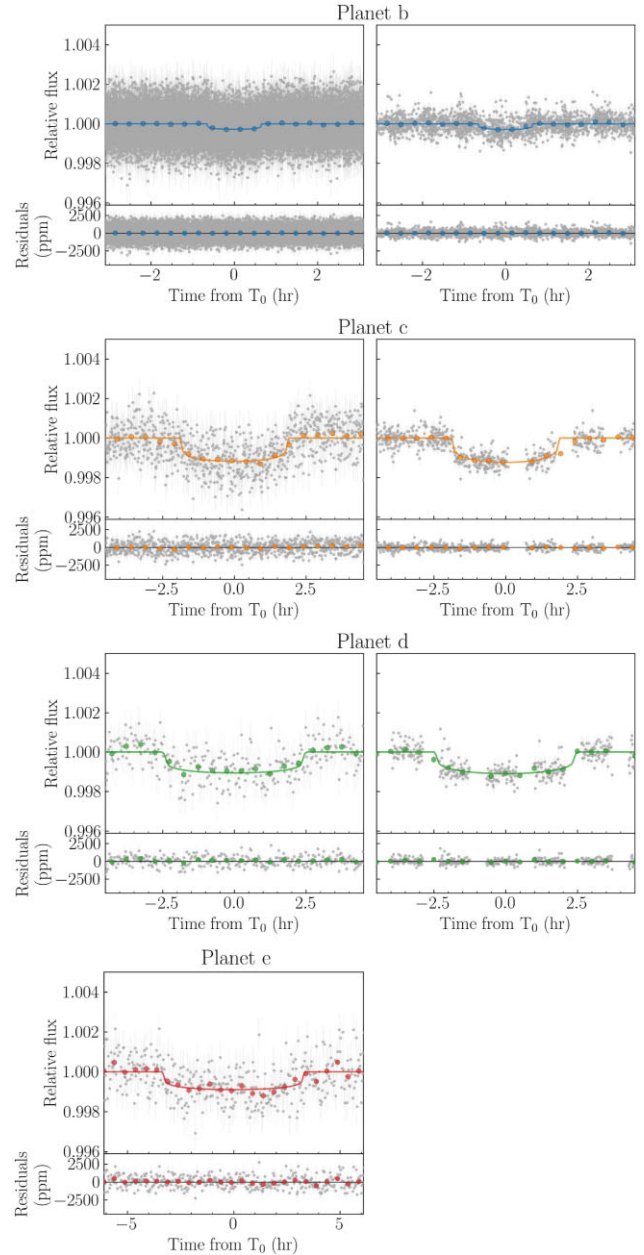 Planet b
Relative flux
1.004
1.002
1.000
0.998
0.996
Residuals
(ppm)
2500
0
−2500
−2 0 2
Time from T0 (hr)
−2 0 2
Time from T0 (hr)
Planet c
Relative flux
1.004
1.002
1.000
0.998
0.996
Residuals
(ppm)
2500
0
−2500
−2.5 0.0 2.5
Time from T0 (hr)
−2.5 0.0 2.5
Time from T0 (hr)
Planet d
Relative flux
1.004
1.002
1.000
0.998
0.996
Residuals
(ppm)
2500
0
−2500
−2.5 0.0 2.5
Time from T0 (hr)
−2.5 0.0 2.5
Time from T0 (hr)
Planet e
Relative flux
1.004
1.002
1.000
0.998
0.996
Residuals
(ppm)
2500
0
−2500
−5 0 5
Time from T0 (hr)